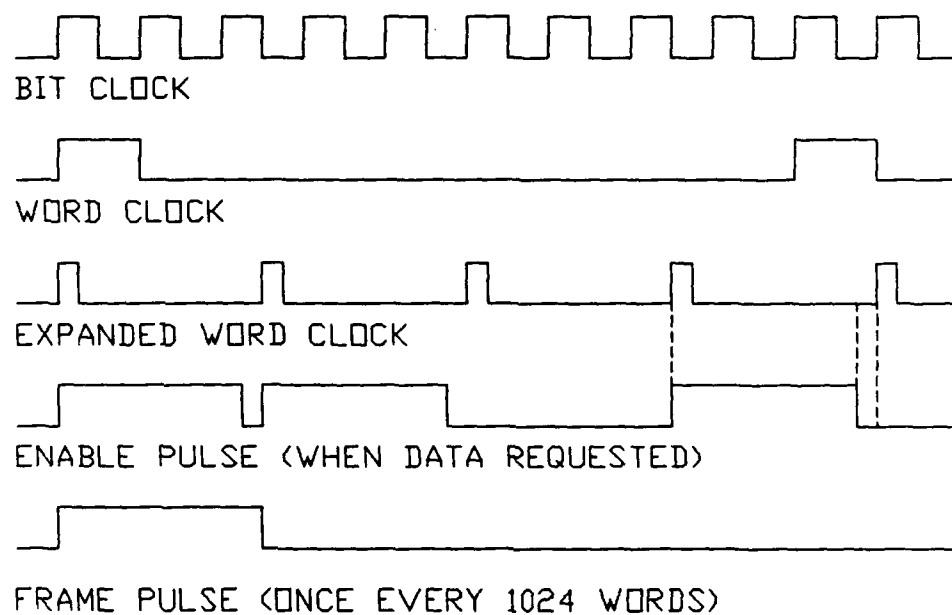 BIT CLOCK
WORD CLOCK
EXPANDED WORD CLOCK
ENABLE PULSE (WHEN DATA REQUESTED)
FRAME PULSE (ONCE EVERY 1024 WORDS)